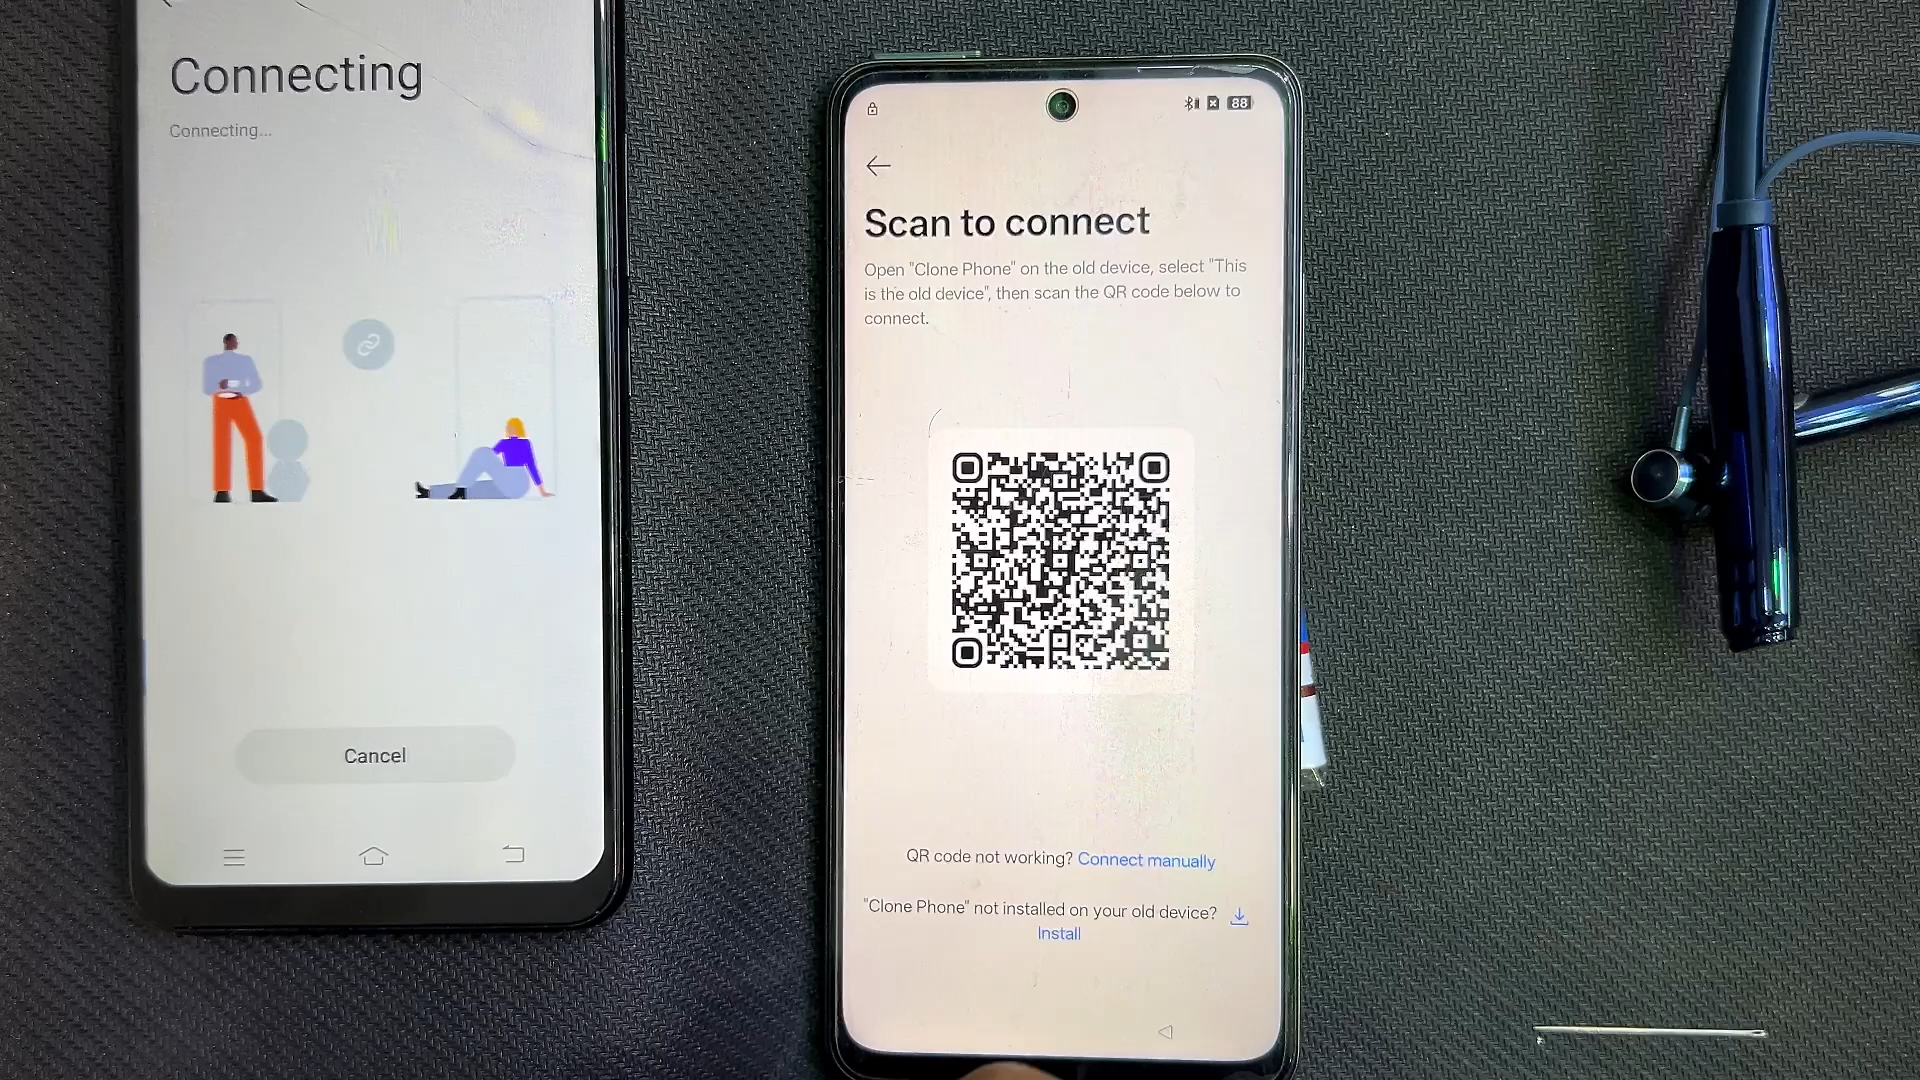 Connecting
Connecting...
Cancel
88
Scan to connect
Open "Clone Phone" on the old device, select "This
is the old device", then scan the QR code below to
connect.
QR code not working? Connect manually
"Clone Phone" not installed on your old device?
Install